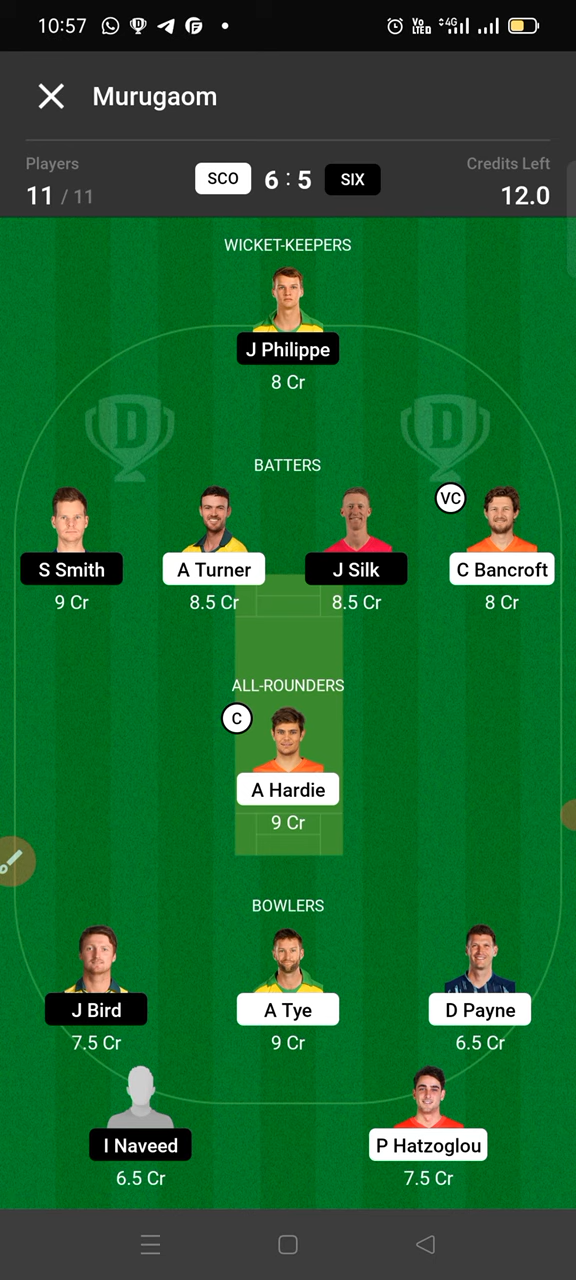 10:57
Vo LTED 4G
Murugaom
Players
11 / 11
SCO 6 : 5 SIX
Credits Left
12.0
WICKET-KEEPERS
J Philippe
8 Cr
D D
BATTERS
VC
S Smith A Turner J Silk C Bancroft
9 Cr 8.5 Cr 8.5 Cr 8 Cr
ALL-ROUNDERS
C
A Hardie
9 Cr
BOWLERS
J Bird A Tye D Payne
7.5 Cr 9 Cr 6.5 Cr
I Naveed P Hatzoglou
6.5 Cr 7.5 Cr